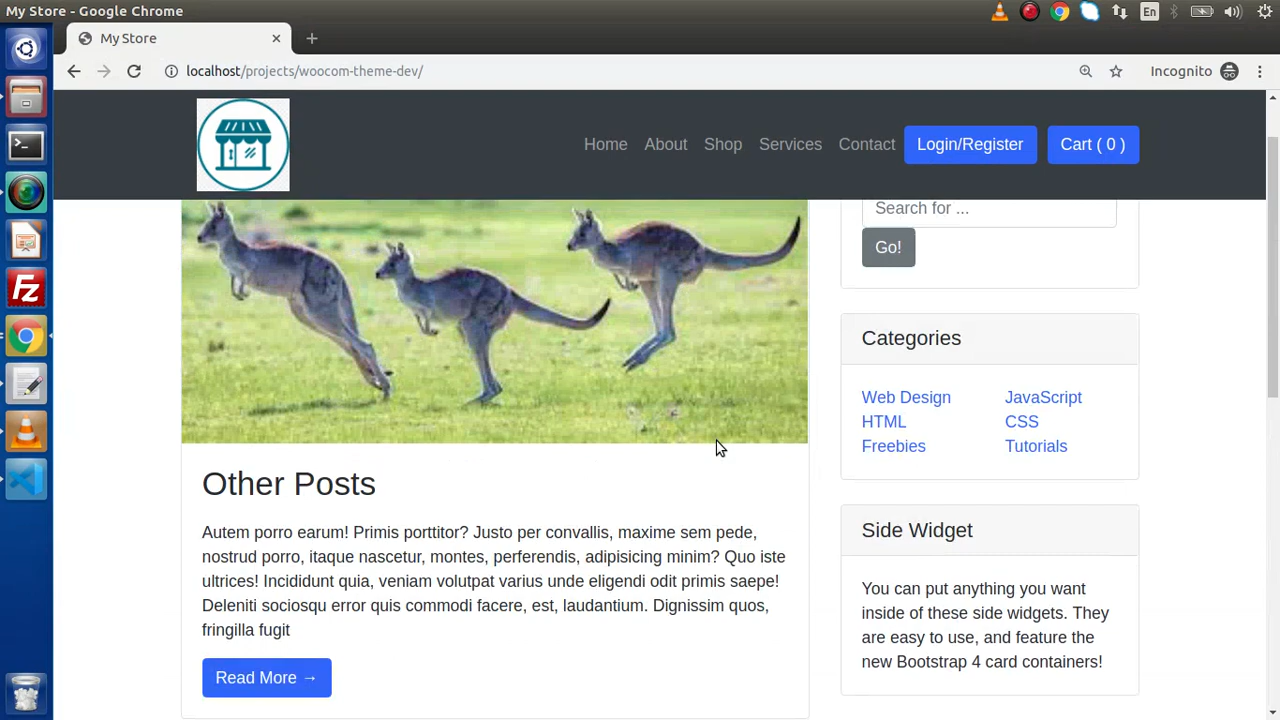 My Store - Google Chrome
En
My Store
localhost/projects/woocom-theme-dev/
Incognito
Home About Shop Services Contact Login/Register Cart ( 0 )
Search for ...
Go!
Categories
Web Design JavaScript
HTML CSS
Freebies Tutorials
Other Posts
Autem porro earum! Primis porttitor? Justo per convallis, maxime sem pede,
nostrud porro, itaque nascetur, montes, perferendis, adipisicing minim? Quo iste
ultrices! Incididunt quia, veniam volutpat varius unde eligendi odit primis saepe!
Deleniti sociosqu error quis commodi facere, est, laudantium. Dignissim quos,
fringilla fugit
Read More →
Side Widget
You can put anything you want
inside of these side widgets. They
are easy to use, and feature the
new Bootstrap 4 card containers!
Fz